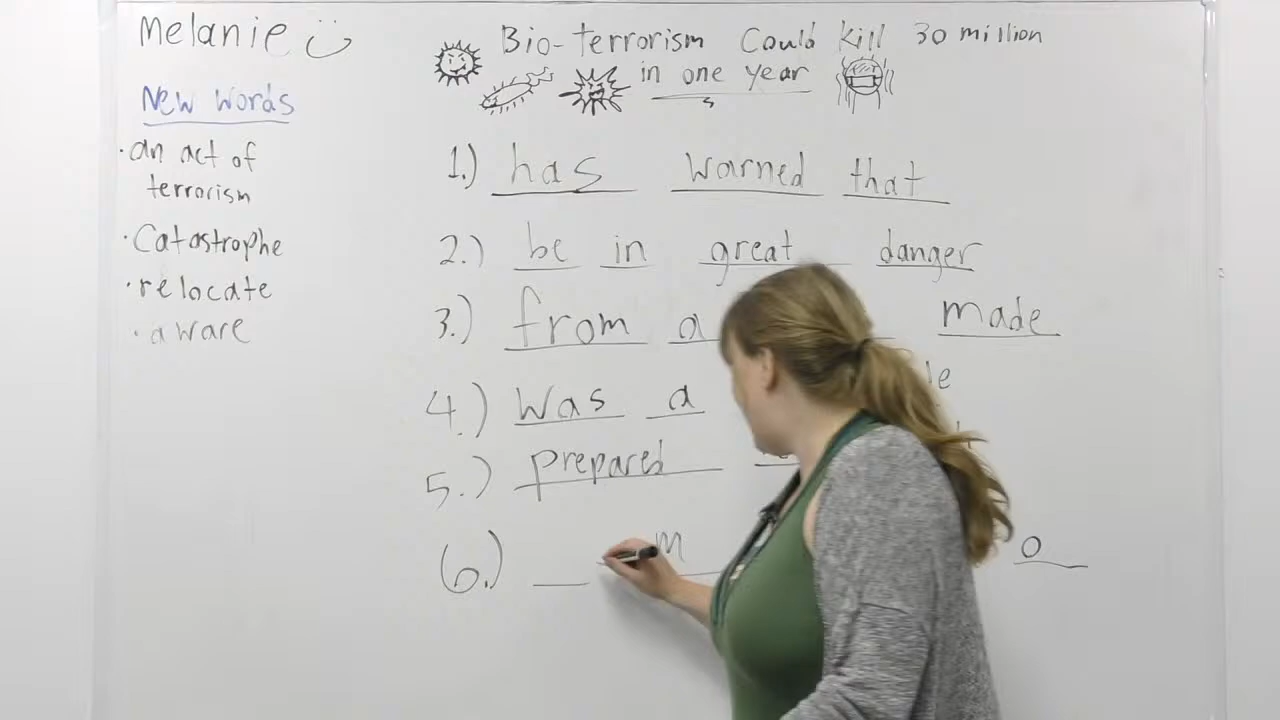 Melanie
Bio-terrorism Could kill 30 million
in one year
New words
• an act of
terrorism
• Catastrophe
• relocate
• aware
1.) has warned that
2.) be in great danger
3.) from a made
4.) was a
5.) prepared
6.) m o